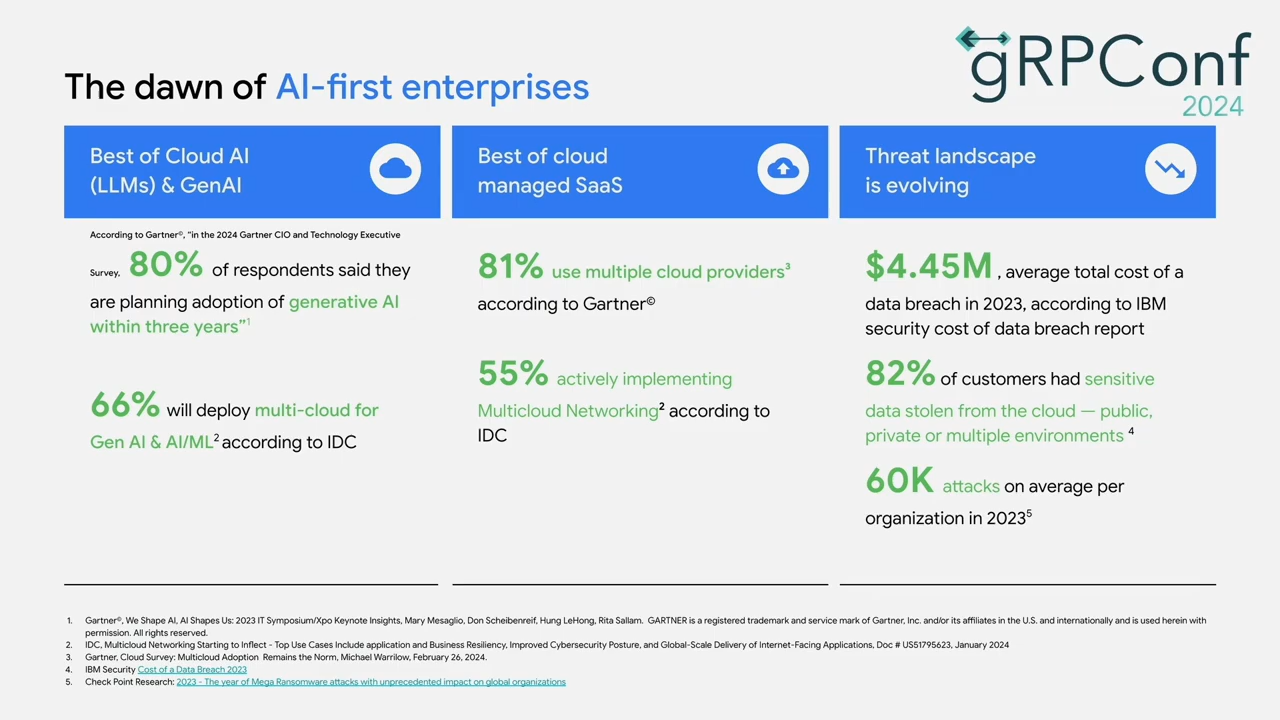 gRPConf
2024
The dawn of AI-first enterprises
Best of Cloud AI
(LLMs) & GenAI
According to Gartner©, “in the 2024 Gartner CIO and Technology Executive
Survey, 80% of respondents said they
are planning adoption of generative AI
within three years”1
66% will deploy multi-cloud for
Gen AI & AI/ML2 according to IDC
Best of cloud
managed SaaS
81% use multiple cloud providers³
according to Gartner©
55% actively implementing
Multicloud Networking² according to
IDC
Threat landscape
is evolving
$4.45M , average total cost of a
data breach in 2023, according to IBM
security cost of data breach report
82% of customers had sensitive
data stolen from the cloud — public,
private or multiple environments 4
60K attacks on average per
organization in 20235
1. Gartner©, We Shape AI, AI Shapes Us: 2023 IT Symposium/Xpo Keynote Insights, Mary Mesaglio, Don Scheibenreif, Hung LeHong, Rita Sallam. GARTNER is a registered trademark and service mark of Gartner, Inc. and/or its affiliates in the U.S. and internationally and is used herein with
permission. All rights reserved.
2. IDC, Multicloud Networking Starting to Inflect - Top Use Cases Include application and Business Resiliency, Improved Cybersecurity Posture, and Global-Scale Delivery of Internet-Facing Applications, Doc # US51795623, January 2024
3. Gartner, Cloud Survey: Multicloud Adoption Remains the Norm, Michael Warrilow, February 26, 2024.
4. IBM Security Cost of a Data Breach 2023
5. Check Point Research: 2023 - The year of Mega Ransomware attacks with unprecedented impact on global organizations